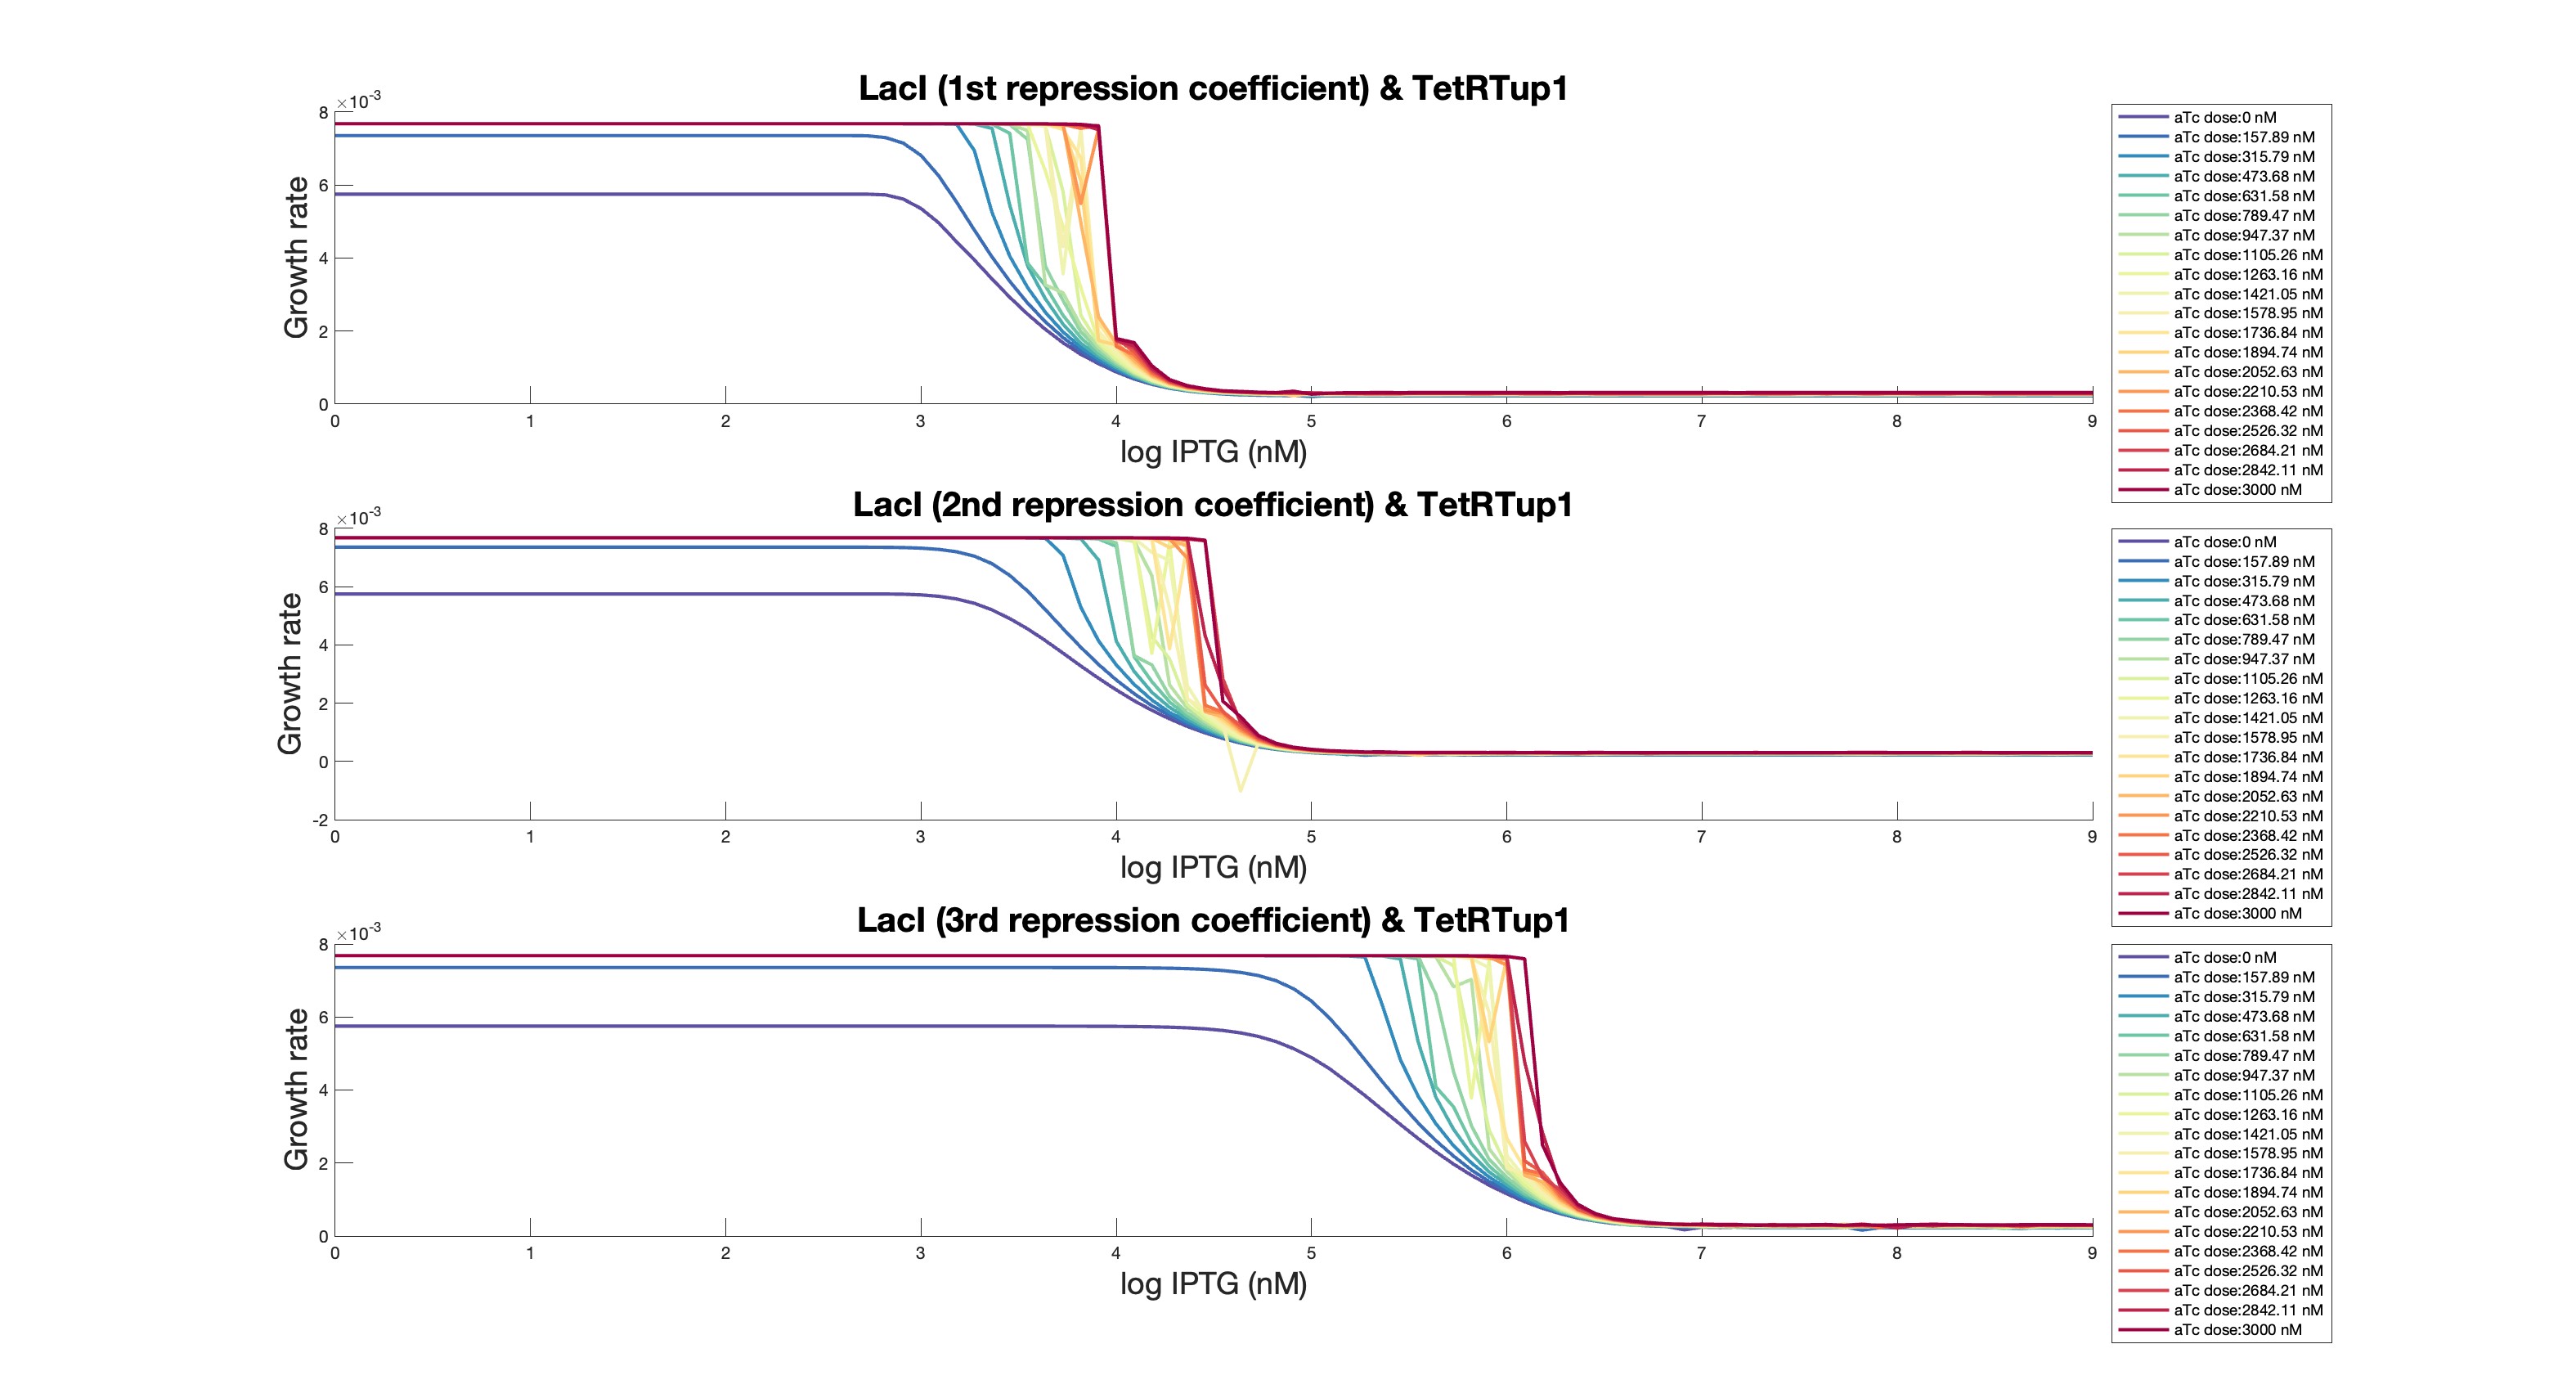 LacI (1st repression coefficient) & TetRTup1
×10-3
8
6
4
2
0
Growth rate
0 1 2 3 4 5 6 7 8 9
log IPTG (nM)
aTc dose:0 nM
aTc dose:157.89 nM
aTc dose:315.79 nM
aTc dose:473.68 nM
aTc dose:631.58 nM
aTc dose:789.47 nM
aTc dose:947.37 nM
aTc dose:1105.26 nM
aTc dose:1263.16 nM
aTc dose:1421.05 nM
aTc dose:1578.95 nM
aTc dose:1736.84 nM
aTc dose:1894.74 nM
aTc dose:2052.63 nM
aTc dose:2210.53 nM
aTc dose:2368.42 nM
aTc dose:2526.32 nM
aTc dose:2684.21 nM
aTc dose:2842.11 nM
aTc dose:3000 nM
LacI (2nd repression coefficient) & TetRTup1
×10-3
8
6
4
2
0
-2
Growth rate
0 1 2 3 4 5 6 7 8 9
log IPTG (nM)
aTc dose:0 nM
aTc dose:157.89 nM
aTc dose:315.79 nM
aTc dose:473.68 nM
aTc dose:631.58 nM
aTc dose:789.47 nM
aTc dose:947.37 nM
aTc dose:1105.26 nM
aTc dose:1263.16 nM
aTc dose:1421.05 nM
aTc dose:1578.95 nM
aTc dose:1736.84 nM
aTc dose:1894.74 nM
aTc dose:2052.63 nM
aTc dose:2210.53 nM
aTc dose:2368.42 nM
aTc dose:2526.32 nM
aTc dose:2684.21 nM
aTc dose:2842.11 nM
aTc dose:3000 nM
LacI (3rd repression coefficient) & TetRTup1
×10-3
8
6
4
2
0
Growth rate
0 1 2 3 4 5 6 7 8 9
log IPTG (nM)
aTc dose:0 nM
aTc dose:157.89 nM
aTc dose:315.79 nM
aTc dose:473.68 nM
aTc dose:631.58 nM
aTc dose:789.47 nM
aTc dose:947.37 nM
aTc dose:1105.26 nM
aTc dose:1263.16 nM
aTc dose:1421.05 nM
aTc dose:1578.95 nM
aTc dose:1736.84 nM
aTc dose:1894.74 nM
aTc dose:2052.63 nM
aTc dose:2210.53 nM
aTc dose:2368.42 nM
aTc dose:2526.32 nM
aTc dose:2684.21 nM
aTc dose:2842.11 nM
aTc dose:3000 nM